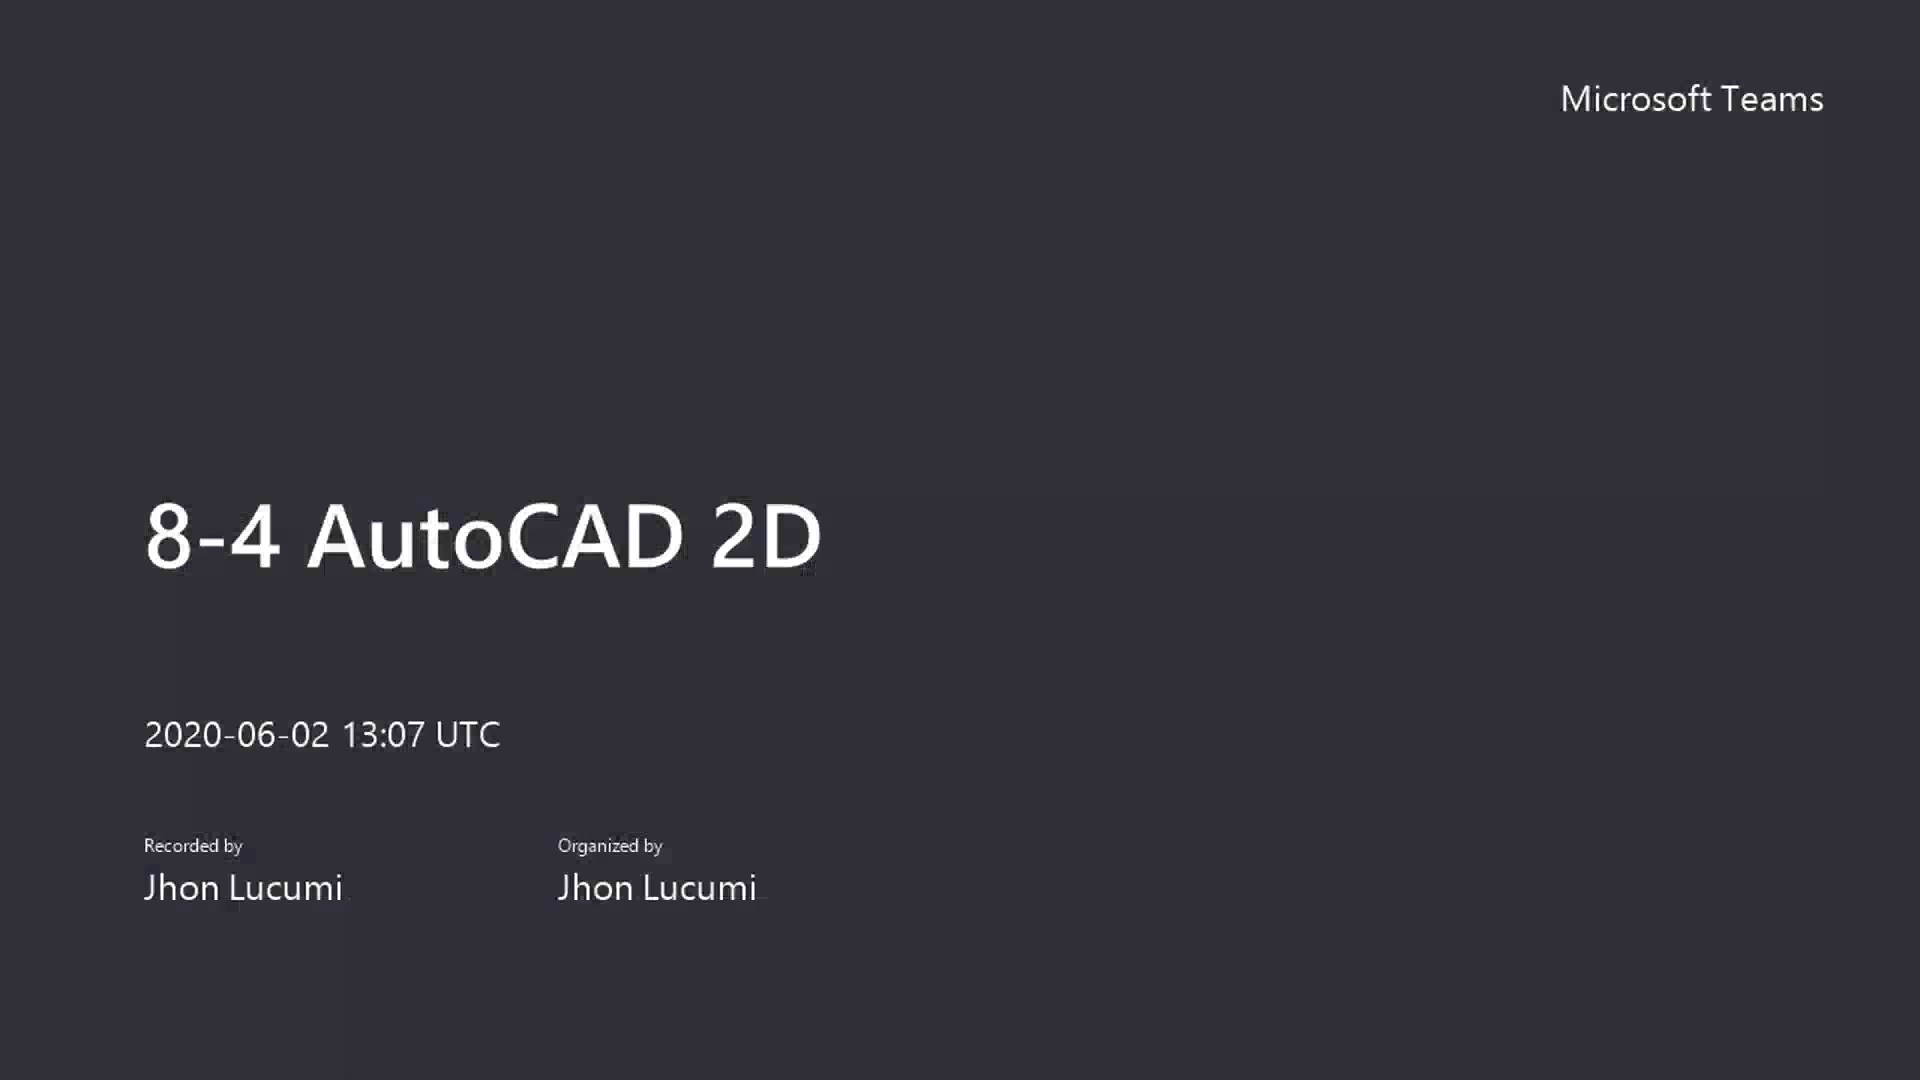 Microsoft Teams
8-4 AutoCAD 2D
2020-06-02 13:07 UTC
Recorded by
Jhon Lucumi
Organized by
Jhon Lucumi